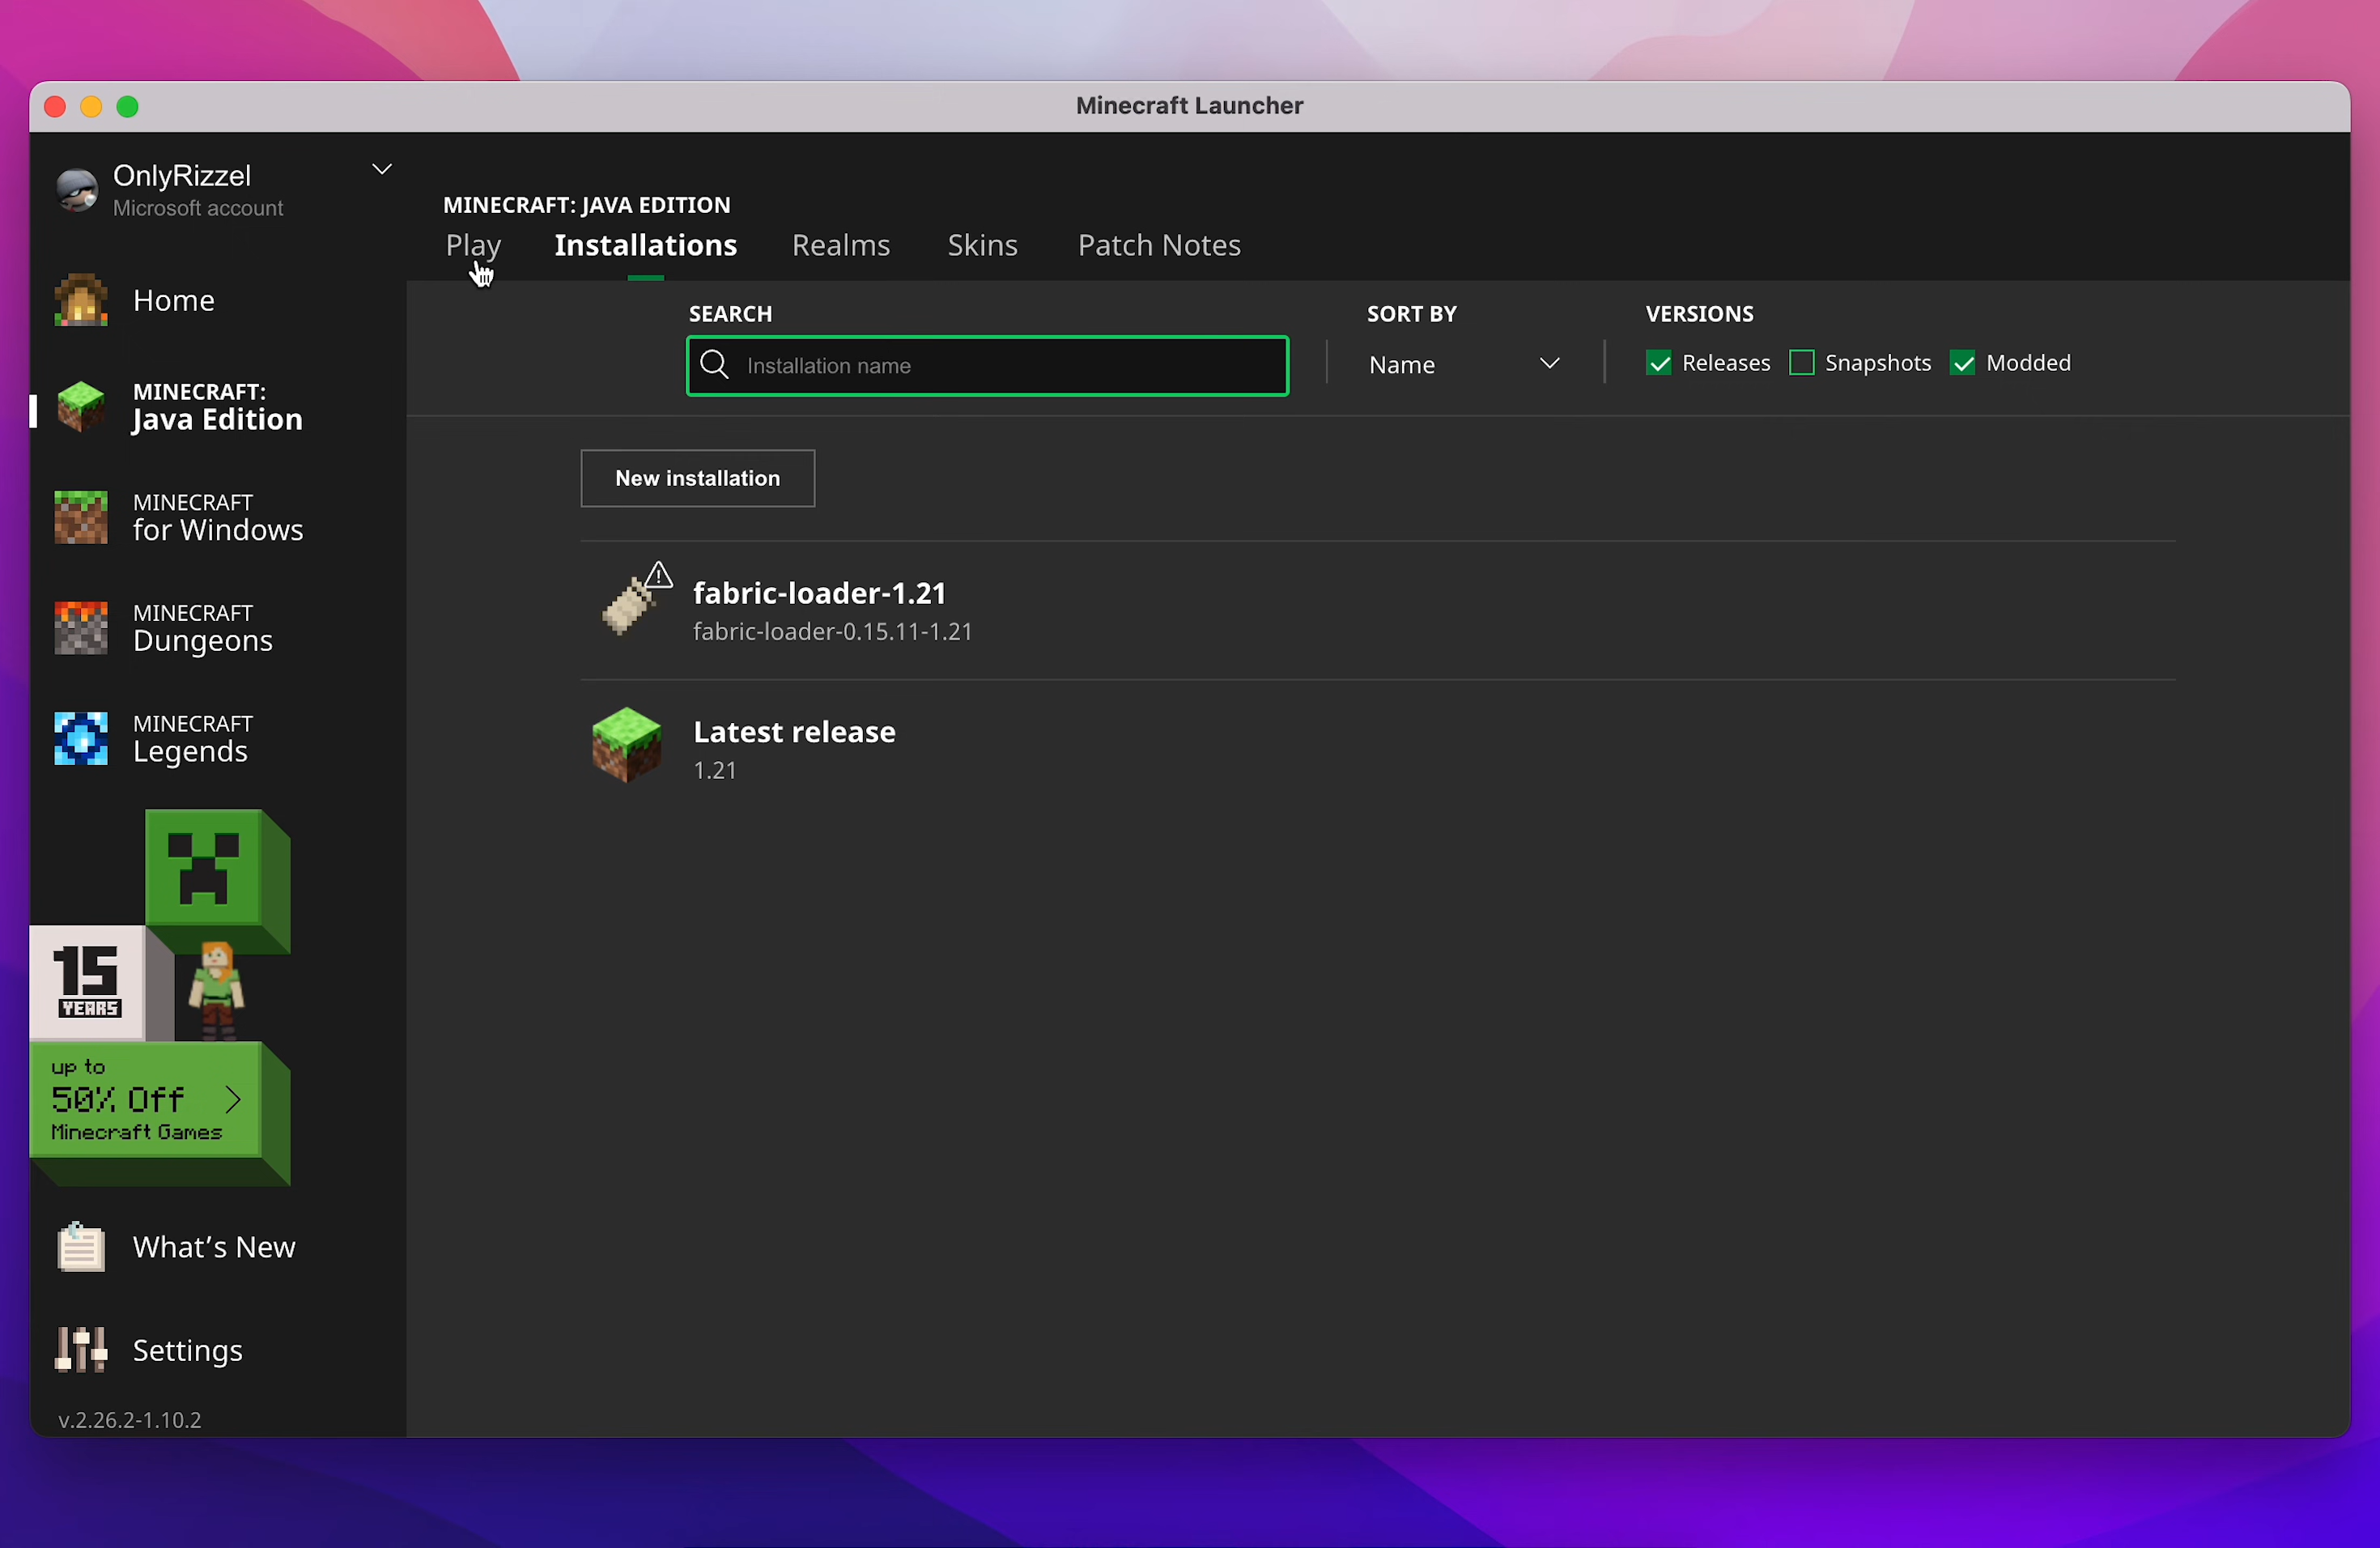 Minecraft Launcher
OnlyRizzel
Microsoft account
Home
MINECRAFT:
Java Edition
MINECRAFT
for Windows
MINECRAFT
Dungeons
MINECRAFT
Legends
15
YEARS
up to
50% Off
Minecraft Games
What's New
Settings
v.2.26.2-1.10.2
MINECRAFT: JAVA EDITION
Play Installations Realms Skins Patch Notes
SEARCH SORT BY VERSIONS
Installation name Name Releases Snapshots Modded
New installation
fabric-loader-1.21
fabric-loader-0.15.11-1.21
Latest release
1.21